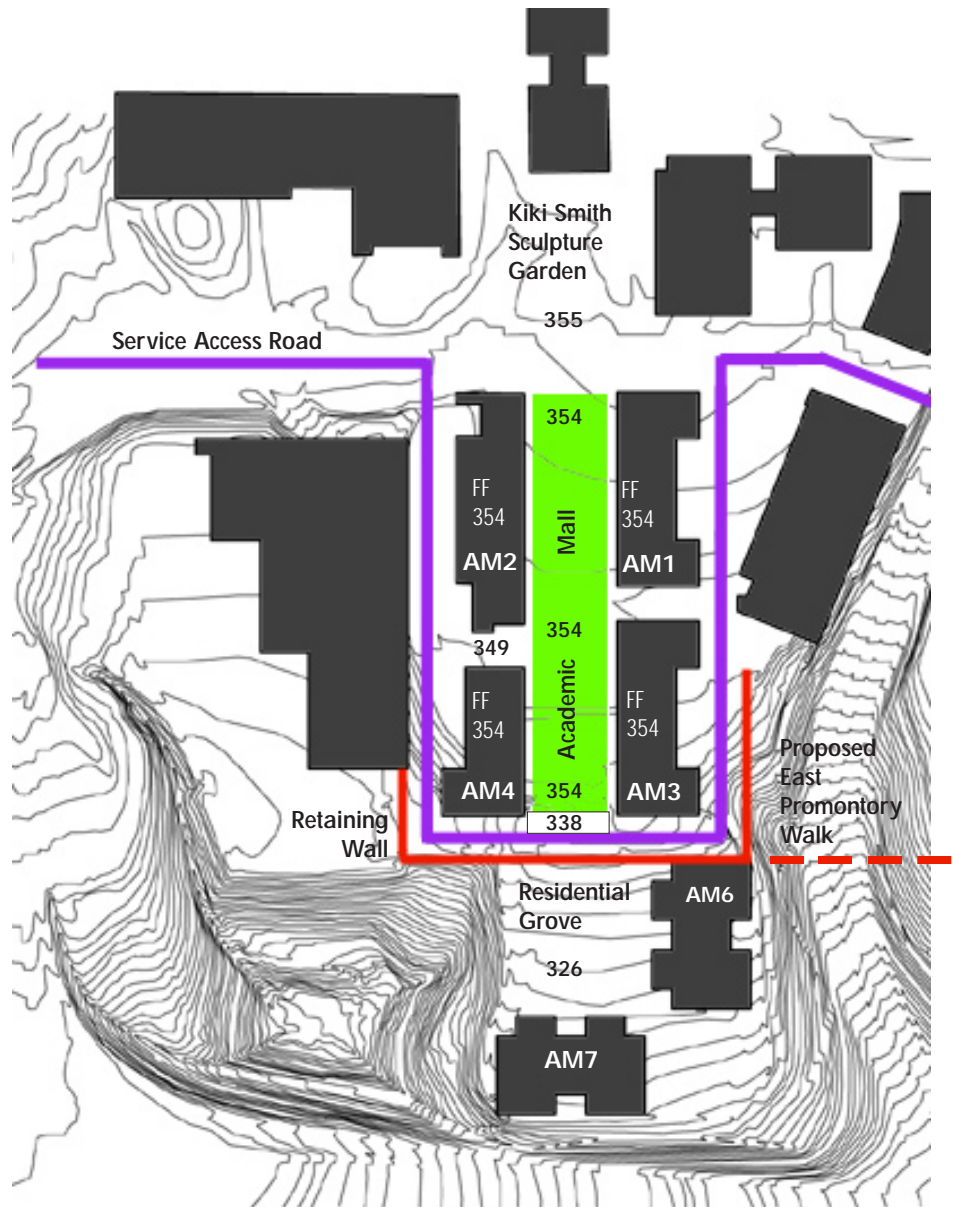 Kiki Smith
Sculpture
Garden
355
Service Access Road
354
FF
354
AM2
Mall
FF
354
AM1
354
349
FF
354
AM4
Academic
354
FF
354
AM3
338
Proposed
East
Promontory
Walk
Retaining
Wall
Residential
Grove
AM6
326
AM7